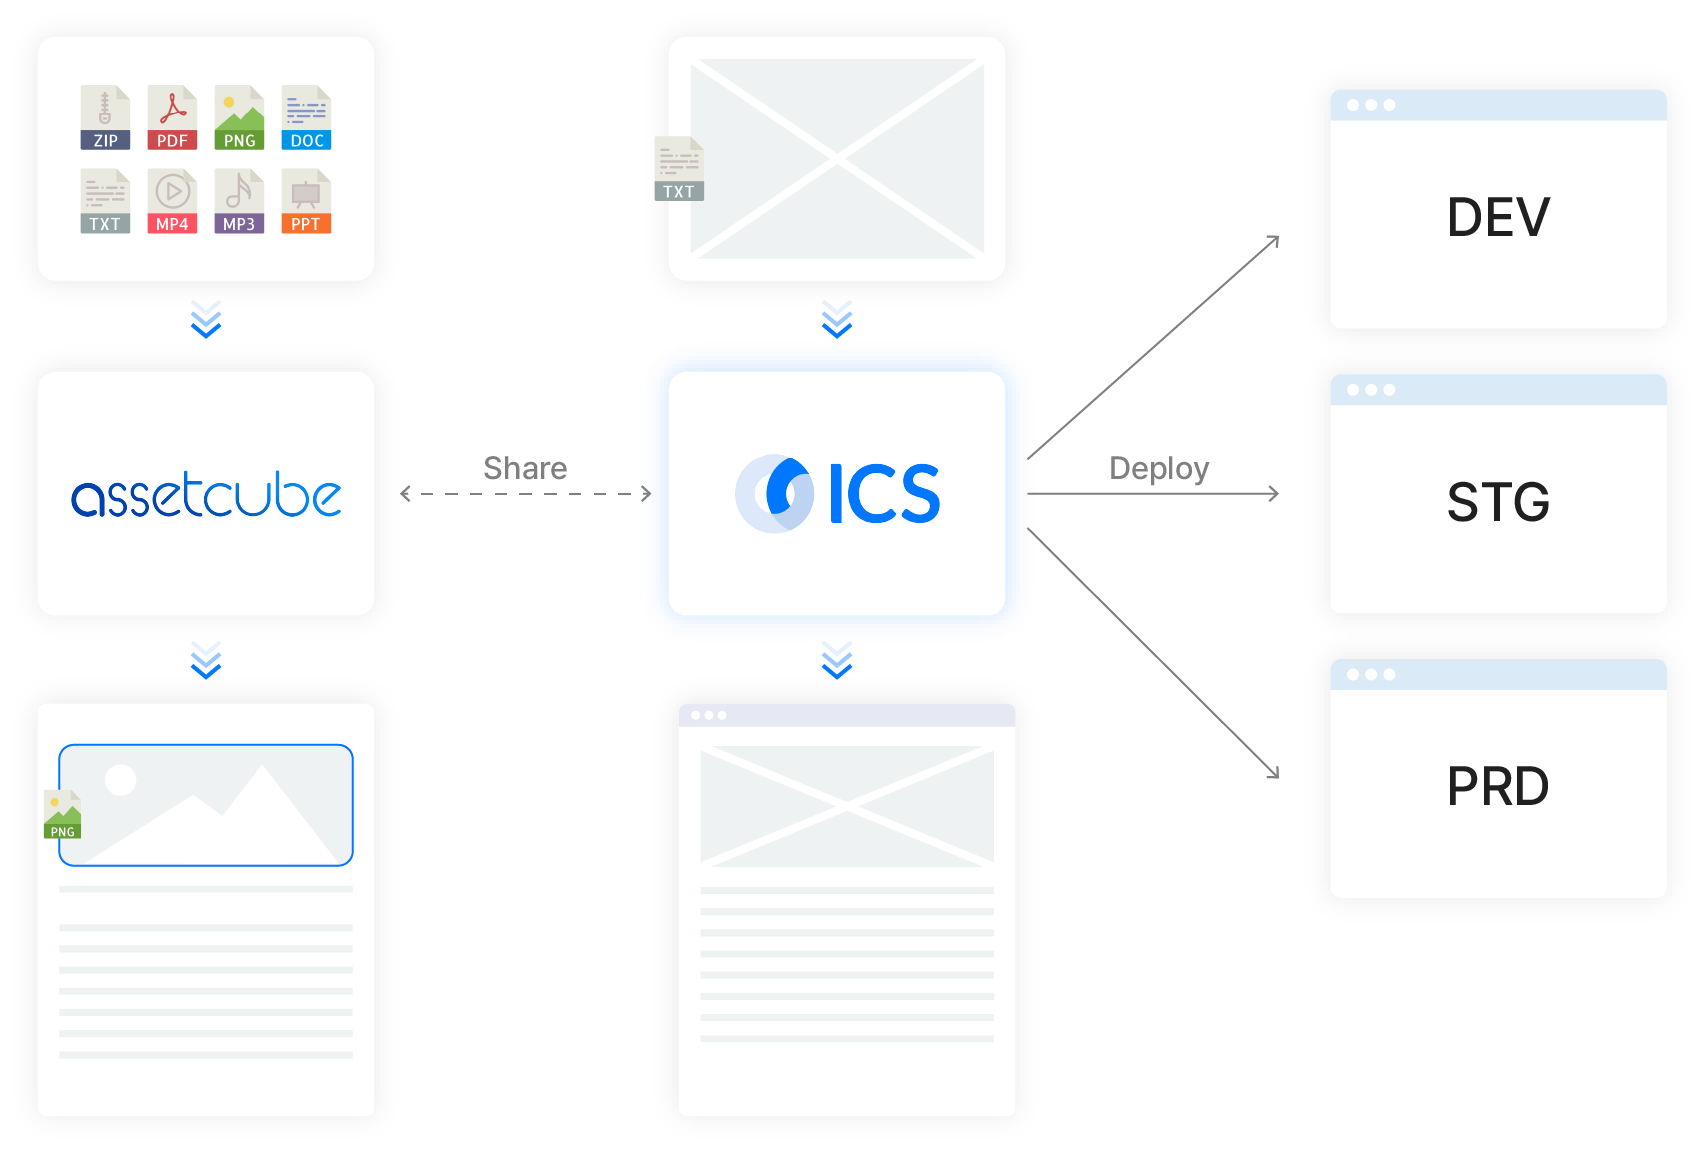 ZIP PDF PNG DOC
TXT MP4 MP3 PPT
TXT
assetcube
Share
ICS
Deploy
DEV
STG
PRD
PNG